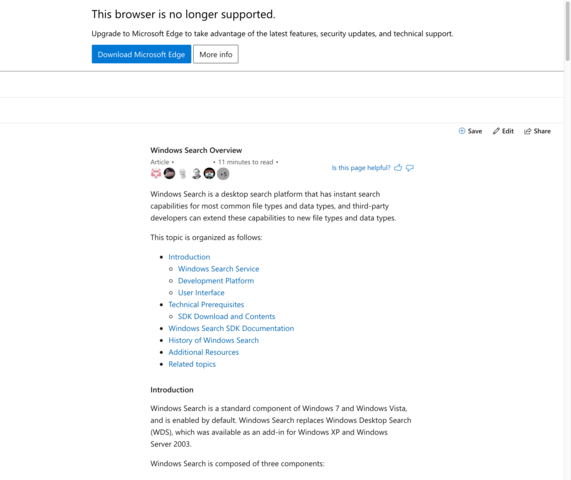 This browser is no longer supported.
Upgrade to Microsoft Edge to take advantage of the latest features, security updates, and technical support.
Download Microsoft Edge
More info
Save
Edit
Share
Windows Search Overview
Article • • 11 minutes to read •
+5
Is this page helpful?
Windows Search is a desktop search platform that has instant search
capabilities for most common file types and data types, and third-party
developers can extend these capabilities to new file types and data types.
This topic is organized as follows:
• Introduction
○ Windows Search Service
○ Development Platform
○ User Interface
• Technical Prerequisites
○ SDK Download and Contents
• Windows Search SDK Documentation
• History of Windows Search
• Additional Resources
• Related topics
Introduction
Windows Search is a standard component of Windows 7 and Windows Vista,
and is enabled by default. Windows Search replaces Windows Desktop Search
(WDS), which was available as an add-in for Windows XP and Windows
Server 2003.
Windows Search is composed of three components: